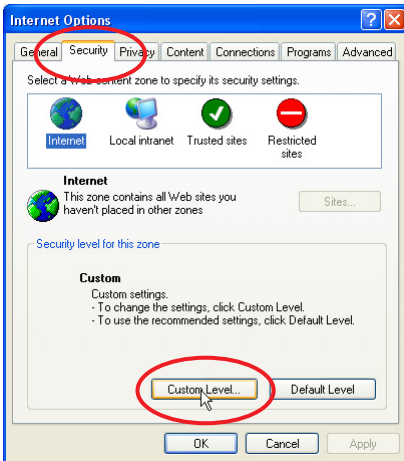 Internet Options
General Security Privacy Content Connections Programs Advanced
Select a Web content zone to specify its security settings.
Internet Local intranet Trusted sites Restricted
sites
Internet
This zone contains all Web sites you
haven't placed in other zones
Sites...
Security level for this zone
Custom
Custom settings.
- To change the settings, click Custom Level.
- To use the recommended settings, click Default Level.
Custom Level... Default Level
OK Cancel Apply